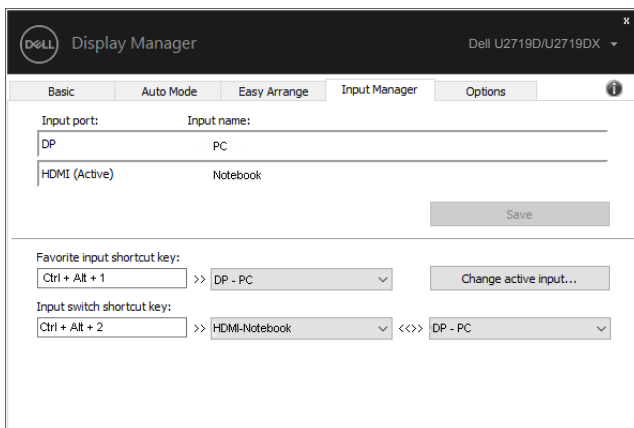 DELL Display Manager Dell U2719D/U2719DX
x
Basic Auto Mode Easy Arrange Input Manager Options i
Input port: Input name:
DP PC
HDMI (Active) Notebook
Save
Favorite input shortcut key:
Ctrl + Alt + 1 >> DP - PC Change active input...
Input switch shortcut key:
Ctrl + Alt + 2 >> HDMI-Notebook <<>> DP - PC